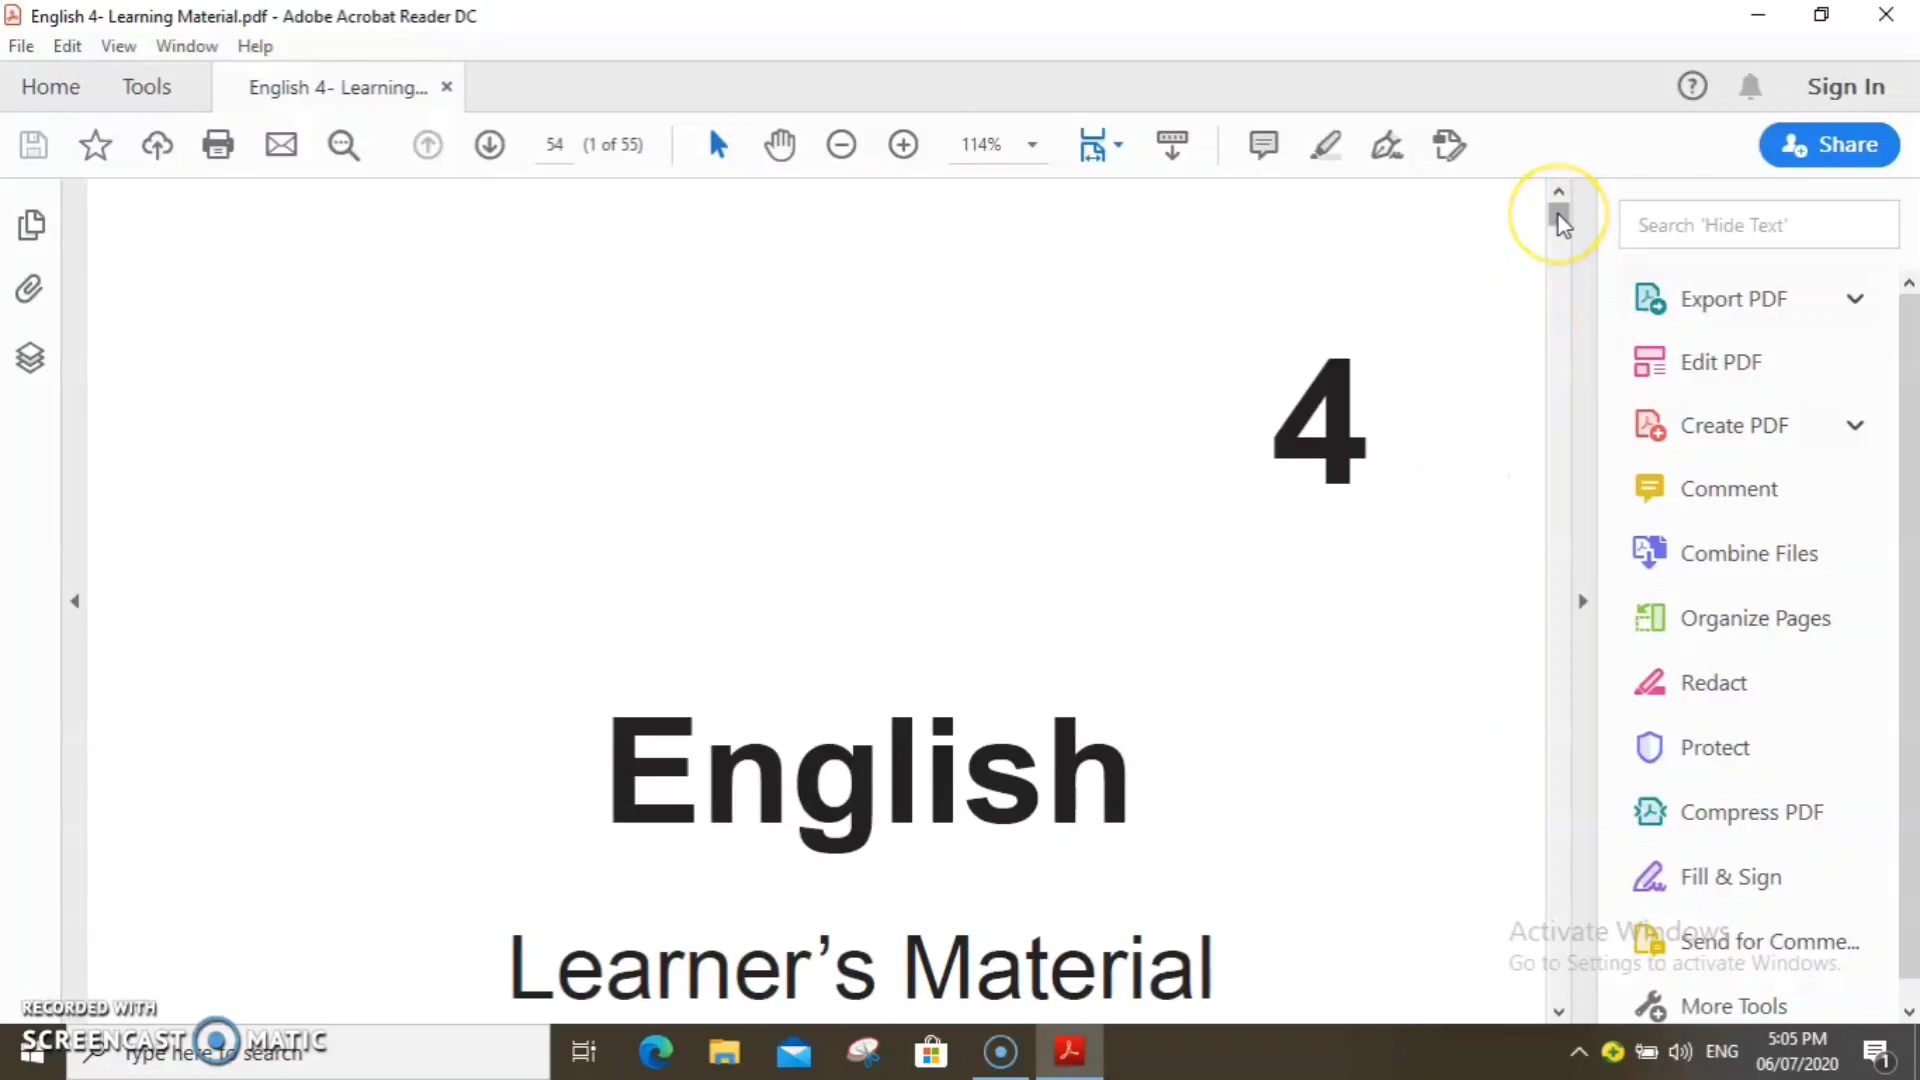 English 4- Learning Material.pdf - Adobe Acrobat Reader DC
File Edit View Window Help
Home Tools English 4- Learning... × Sign In
54 (1 of 55) 114% Share
Search 'Hide Text'
Export PDF
4
Edit PDF
Create PDF
Comment
Combine Files
Organize Pages
Redact
English
Protect
Compress PDF
Fill & Sign
Learner's Material
Activate Windows
Send for Comme...
Go to Settings to activate Windows.
More Tools
RECORDED WITH
SCREENCAST MATIC
Type here to search
ENG
5:05 PM
06/07/2020
1